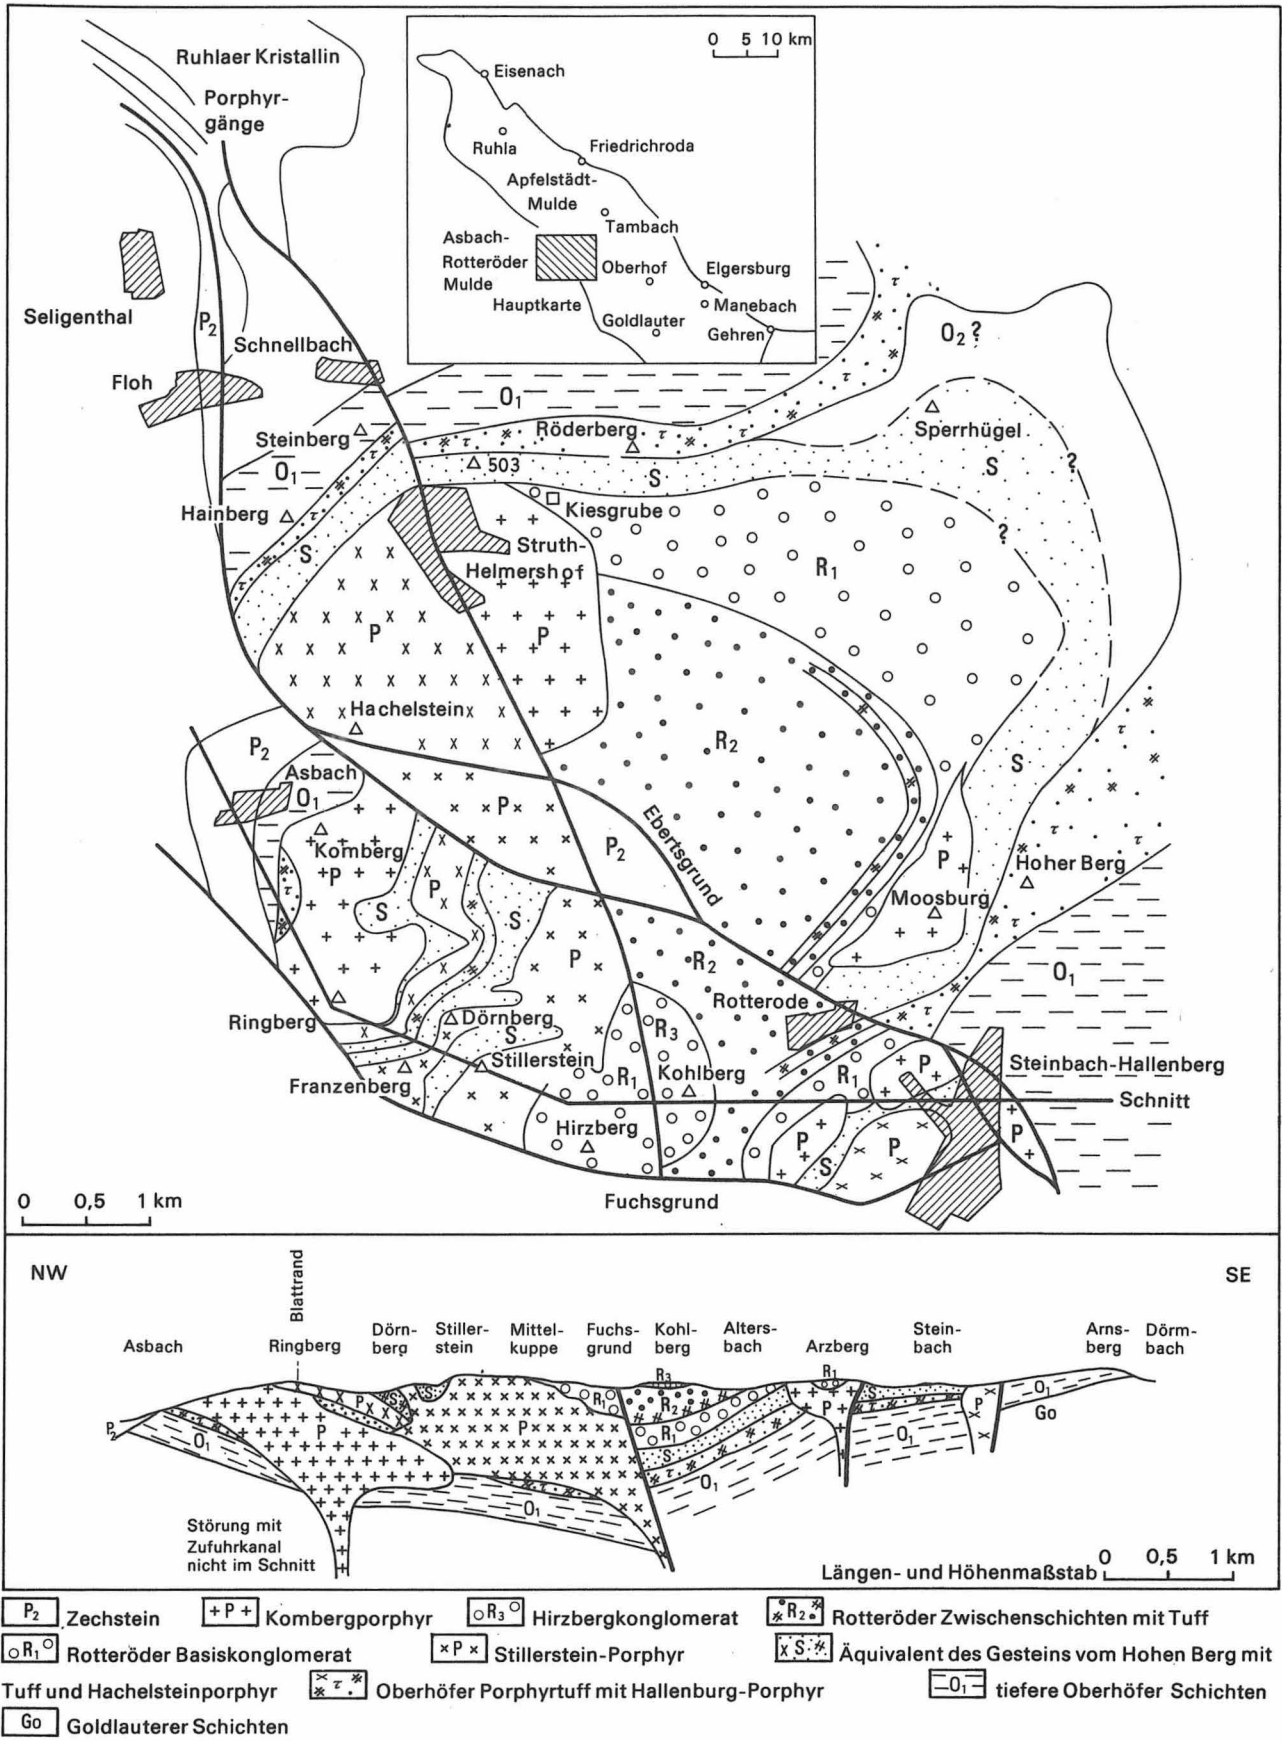 Ruhlaer Kristallin
Porphyr-
gänge
0 5 10 km
Eisenach
Ruhla
Friedrichroda
Apfelstädt-
Mulde
Tambach
Asbach-
Rotteröder
Mulde
Oberhof
Elgersburg
Hauptkarte
Manebach
Goldlauter
Gehren
Seligenthal
P2
Schnellbach
Floh
O2 ?
O1
Steinberg
Röderberg
τ
Sperrhügel
503
S
S
?
O1
Hainberg
Kiesgrube
?
S
Struth-
Helmershof
R1
P
P
Hachelstein
R2
P2
S
Asbach
O1
P
Ebertsgrund
P2
Komberg
P
P
S
S
P
Hoher Berg
Moosburg
P
R2
O1
Rotterode
Ringberg
Dörnberg
R3
S
Stillerstein
Franzenberg
R1
Kohlberg
R1
P
Steinbach-Hallenberg
Schnitt
Hirzberg
P
S
P
P
Fuchsgrund
0 0,5 1 km
NW
Blattrand
SE
Asbach
Ringberg
Dörn-
berg
Stiller-
stein
Mittel-
kuppe
Fuchs-
grund
Kohl-
berg
Alters-
bach
Arzberg
Stein-
bach
Arns-
berg
Dörm-
bach
P2
O1
P
P
S
S
P
O1
R1
R3
R2
R1
S
τ
O1
R1
P
S
O1
P
O1
Go
Störung mit
Zufuhrkanal
nicht im Schnitt
Längen- und Höhenmaßstab 0 0,5 1 km
P2 Zechstein +P+ Kombergporphyr R3 Hirzbergkonglomerat R2 Rotteröder Zwischenschichten mit Tuff
R1 Rotteröder Basiskonglomerat ×P× Stillerstein-Porphyr × S Äquivalent des Gesteins vom Hohen Berg mit
Tuff und Hachelsteinporphyr τ Oberhöfer Porphyrtuff mit Hallenburg-Porphyr O1 tiefere Oberhöfer Schichten
Go Goldlauterer Schichten